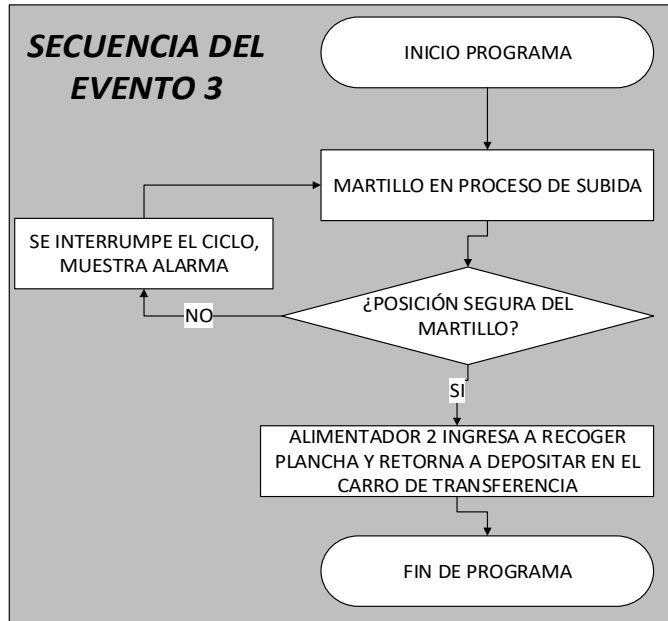 SECUENCIA DEL
EVENTO 3
INICIO PROGRAMA
MARTILLO EN PROCESO DE SUBIDA
SE INTERRUMPE EL CICLO,
MUESTRA ALARMA
¿POSICIÓN SEGURA DEL
MARTILLO?
NO
SI
ALIMENTADOR 2 INGRESA A RECOGER
PLANCHA Y RETORNA A DEPOSITAR EN EL
CARRO DE TRANSFERENCIA
FIN DE PROGRAMA